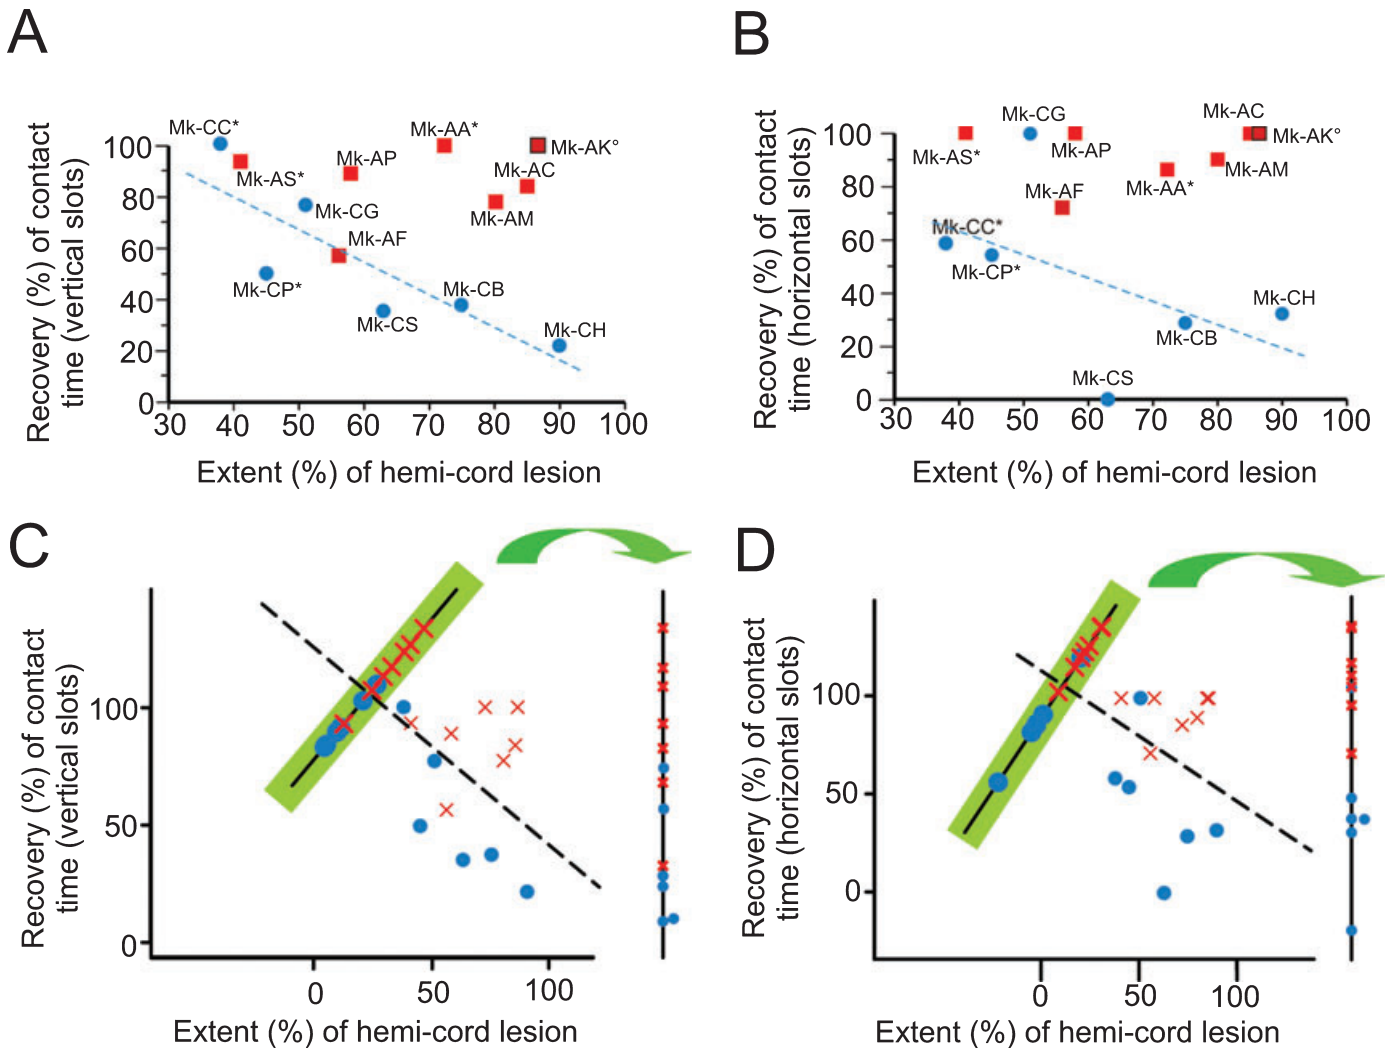 A
Recovery (%) of contact
time (vertical slots)
100
80
60
40
20
0
Mk-CC*
Mk-AS*
Mk-AP
Mk-AA*
Mk-AK°
Mk-AC
Mk-AM
Mk-CG
Mk-AF
Mk-CP*
Mk-CS
Mk-CB
Mk-CH
30 40 50 60 70 80 90 100
Extent (%) of hemi-cord lesion
B
Recovery (%) of contact
time (horizontal slots)
100
80
60
40
20
0
Mk-AS*
Mk-CG
Mk-AP
Mk-AC
Mk-AK°
Mk-AM
Mk-AA*
Mk-AF
Mk-CC*
Mk-CP*
Mk-CH
Mk-CB
Mk-CS
30 40 50 60 70 80 90 100
Extent (%) of hemi-cord lesion
C
Recovery (%) of contact
time (vertical slots)
100
50
0
0 50 100
Extent (%) of hemi-cord lesion
D
Recovery (%) of contact
time (horizontal slots)
100
50
0
0 50 100
Extent (%) of hemi-cord lesion